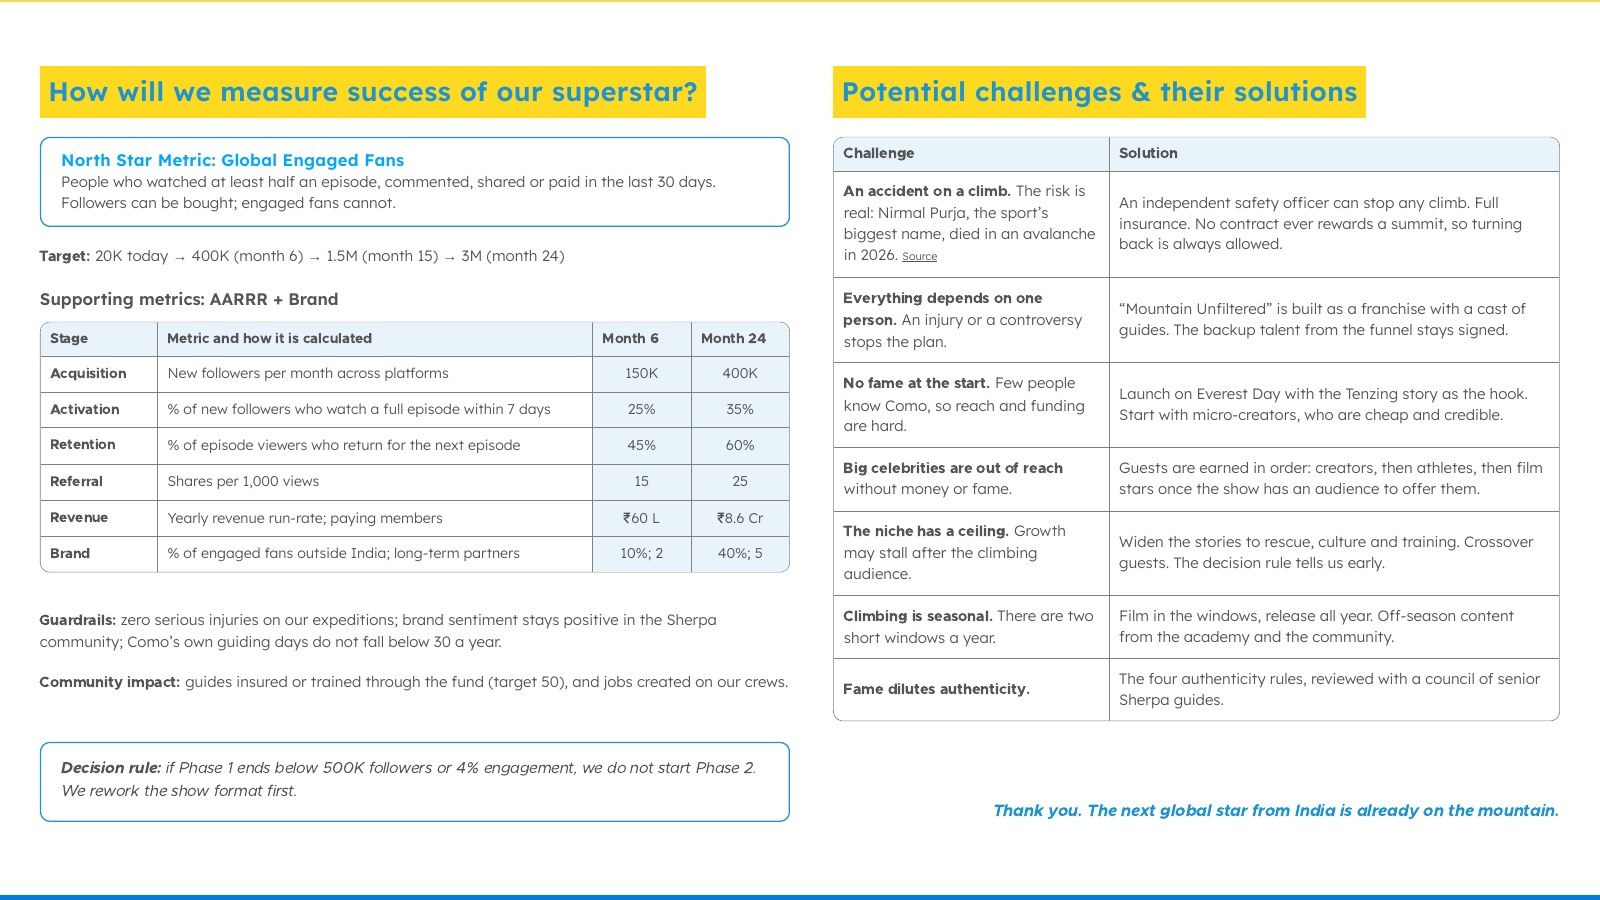 How will we measure success of our superstar?
North Star Metric: Global Engaged Fans
People who watched at least half an episode, commented, shared or paid in the last 30 days.
Followers can be bought; engaged fans cannot.
Target: 20K today → 400K (month 6) → 1.5M (month 15) → 3M (month 24)
Supporting metrics: AARRR + Brand
Stage Metric and how it is calculated Month 6 Month 24
Acquisition New followers per month across platforms 150K 400K
Activation % of new followers who watch a full episode within 7 days 25% 35%
Retention % of episode viewers who return for the next episode 45% 60%
Referral Shares per 1,000 views 15 25
Revenue Yearly revenue run-rate; paying members ₹60 L ₹8.6 Cr
Brand % of engaged fans outside India; long-term partners 10%; 2 40%; 5
Guardrails: zero serious injuries on our expeditions; brand sentiment stays positive in the Sherpa
community; Como’s own guiding days do not fall below 30 a year.
Community impact: guides insured or trained through the fund (target 50), and jobs created on our crews.
Decision rule: if Phase 1 ends below 500K followers or 4% engagement, we do not start Phase 2.
We rework the show format first.
Potential challenges & their solutions
Challenge Solution
An accident on a climb. The risk is
real: Nirmal Purja, the sport’s
biggest name, died in an avalanche
in 2026. Source
An independent safety officer can stop any climb. Full
insurance. No contract ever rewards a summit, so turning
back is always allowed.
Everything depends on one
person. An injury or a controversy
stops the plan.
“Mountain Unfiltered” is built as a franchise with a cast of
guides. The backup talent from the funnel stays signed.
No fame at the start. Few people
know Como, so reach and funding
are hard.
Launch on Everest Day with the Tenzing story as the hook.
Start with micro-creators, who are cheap and credible.
Big celebrities are out of reach
without money or fame.
Guests are earned in order: creators, then athletes, then film
stars once the show has an audience to offer them.
The niche has a ceiling. Growth
may stall after the climbing
audience.
Widen the stories to rescue, culture and training. Crossover
guests. The decision rule tells us early.
Climbing is seasonal. There are two
short windows a year.
Film in the windows, release all year. Off-season content
from the academy and the community.
Fame dilutes authenticity.
The four authenticity rules, reviewed with a council of senior
Sherpa guides.
Thank you. The next global star from India is already on the mountain.